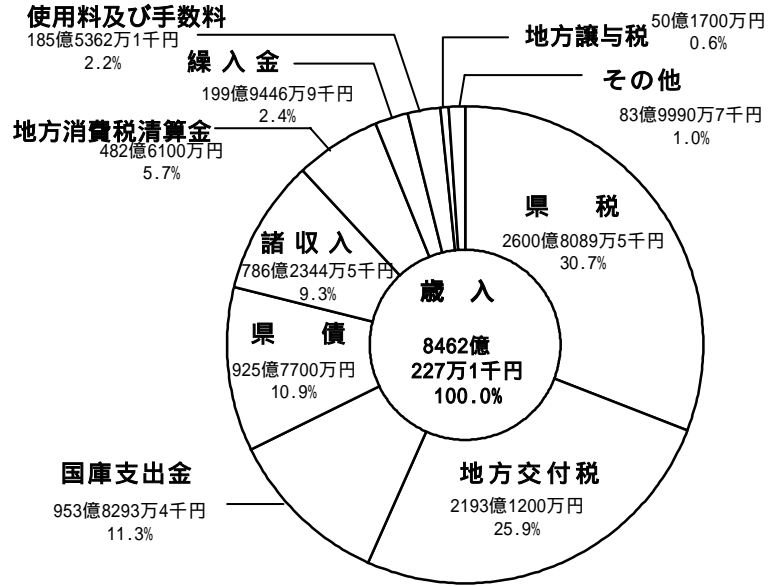 使用料及び手数料
185億5362万1千円
2.2%
繰入金
199億9446万9千円
2.4%
地方消費税清算金
482億6100万円
5.7%
地方譲与税
50億1700万円
0.6%
その他
83億9990万7千円
1.0%
県 税
2600億8089万5千円
30.7%
諸収入
786億2344万5千円
9.3%
歳 入
8462億
227万1千円
100.0%
県 債
925億7700万円
10.9%
国庫支出金
953億8293万4千円
11.3%
地方交付税
2193億1200万円
25.9%